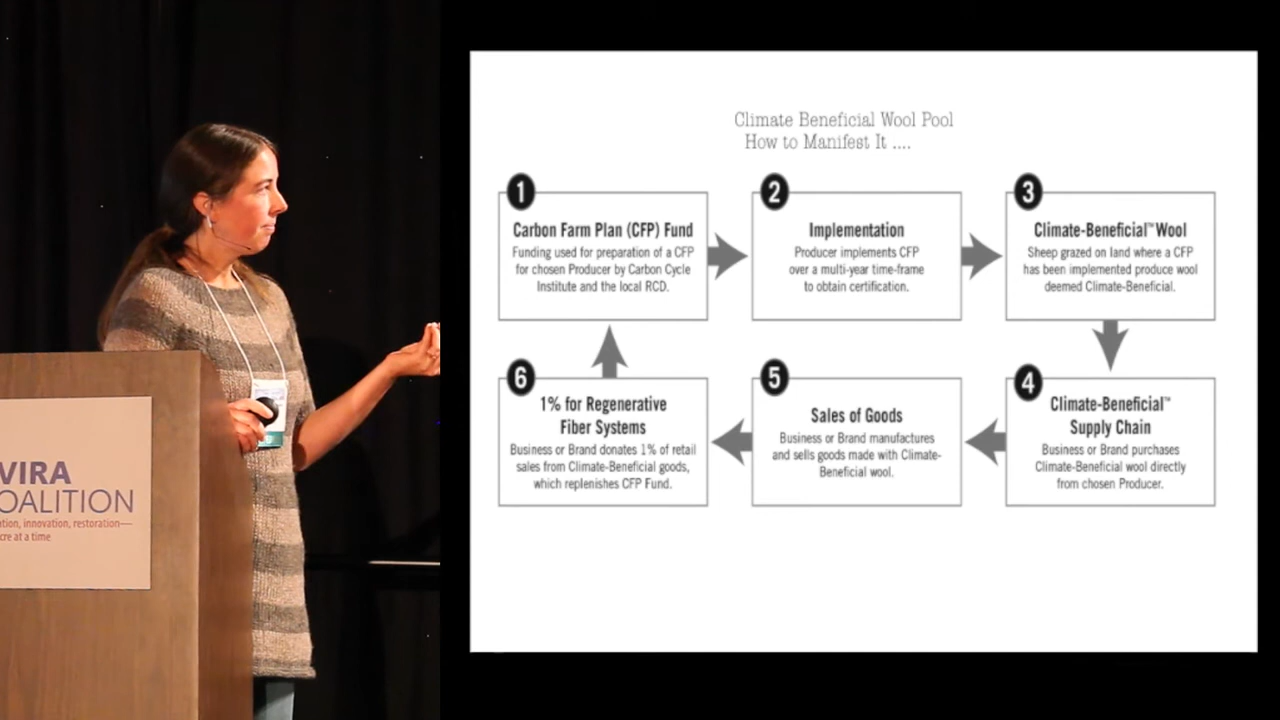 VIRA
OALITION
ation, innovation, restoration—
cre at a time
Climate Beneficial Wool Pool
How to Manifest It ....
1
Carbon Farm Plan (CFP) Fund
Funding used for preparation of a CFP
for chosen Producer by Carbon Cycle
Institute and the local RCD.
2
Implementation
Producer implements CFP
over a multi-year time-frame
to obtain certification.
3
Climate-Beneficial™ Wool
Sheep grazed on land where a CFP
has been implemented produce wool
deemed Climate-Beneficial.
4
Climate-Beneficial™
Supply Chain
Business or Brand purchases
Climate-Beneficial wool directly
from chosen Producer.
5
Sales of Goods
Business or Brand manufactures
and sells goods made with Climate-
Beneficial wool.
6
1% for Regenerative
Fiber Systems
Business or Brand donates 1% of retail
sales from Climate-Beneficial goods,
which replenishes CFP Fund.